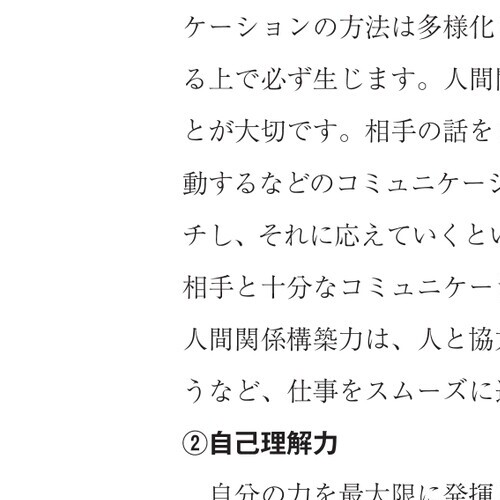 ケーションの方法は多様化
る上で必ず生じます。人間
とが大切です。相手の話を
動するなどのコミュニケーシ
チし、それに応えていくと
相手と十分なコミュニケー
人間関係構築力は、人と協
うなど、仕事をスムーズに
②自己理解力
自分の力を最大限に発揮